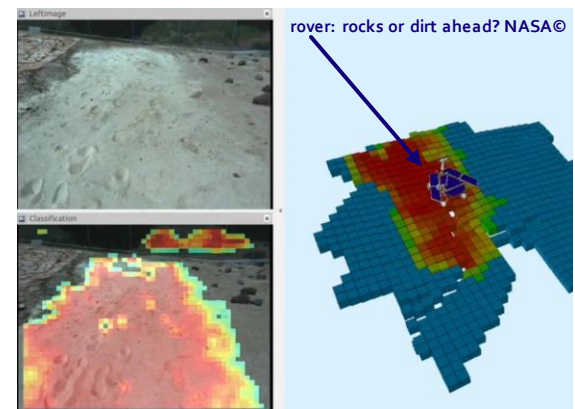 LeftImage
rover: rocks or dirt ahead? NASA©
Classification